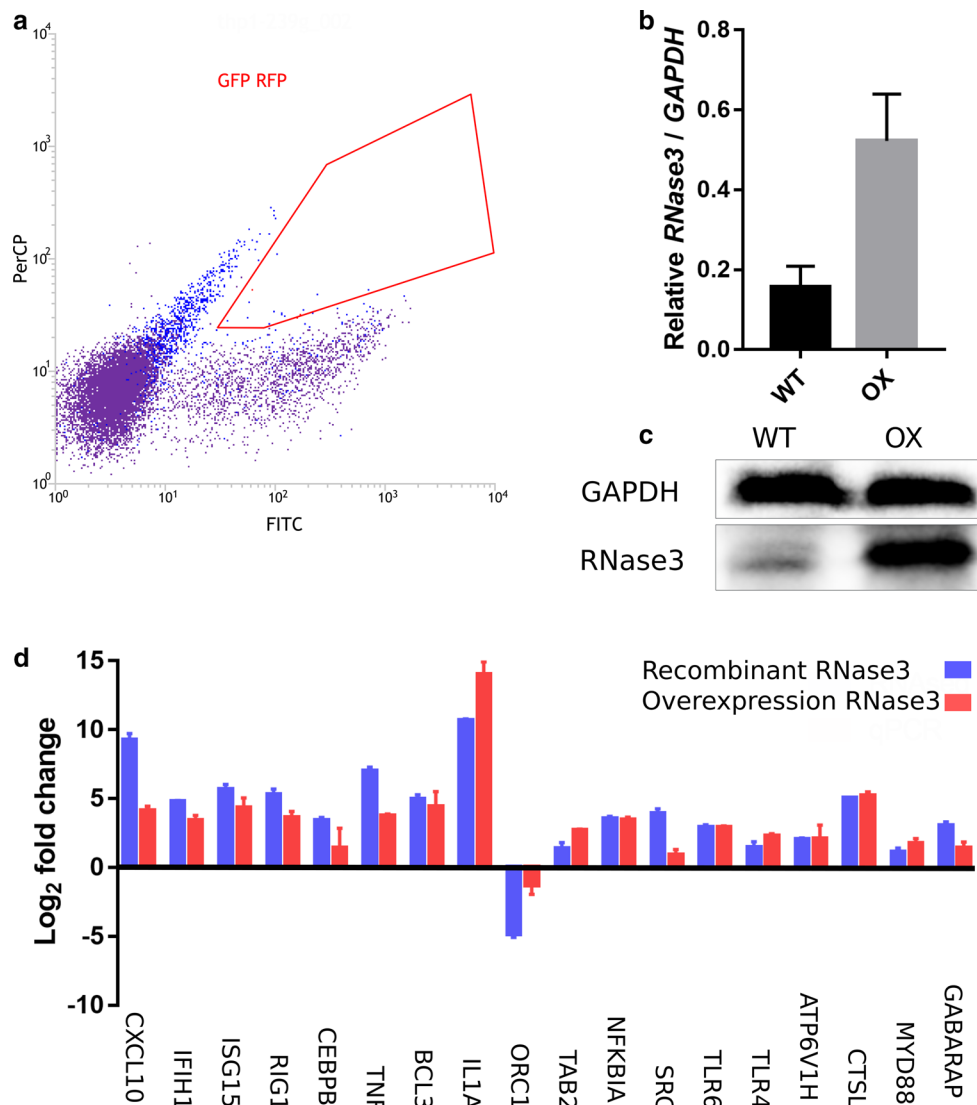 a
10⁴
10³
10²
10¹
10⁰
PerCP
GFP RFP
10⁰ 10¹ 10² 10³ 10⁴
FITC
b
Relative RNase3 / GAPDH
0.8
0.6
0.4
0.2
0.0
WT OX
c
WT OX
GAPDH
RNase3
d
Log₂ fold change
15
10
5
0
-5
-10
Recombinant RNase3
Overexpression RNase3
CXCL10 IFIH1 ISG15 RIG1 CEBPB TNF BCL3 IL1A ORC1 TAB2 NFKBIA SRC TLR6 TLR4 ATP6V1H CTSL MYD88 GABARAP